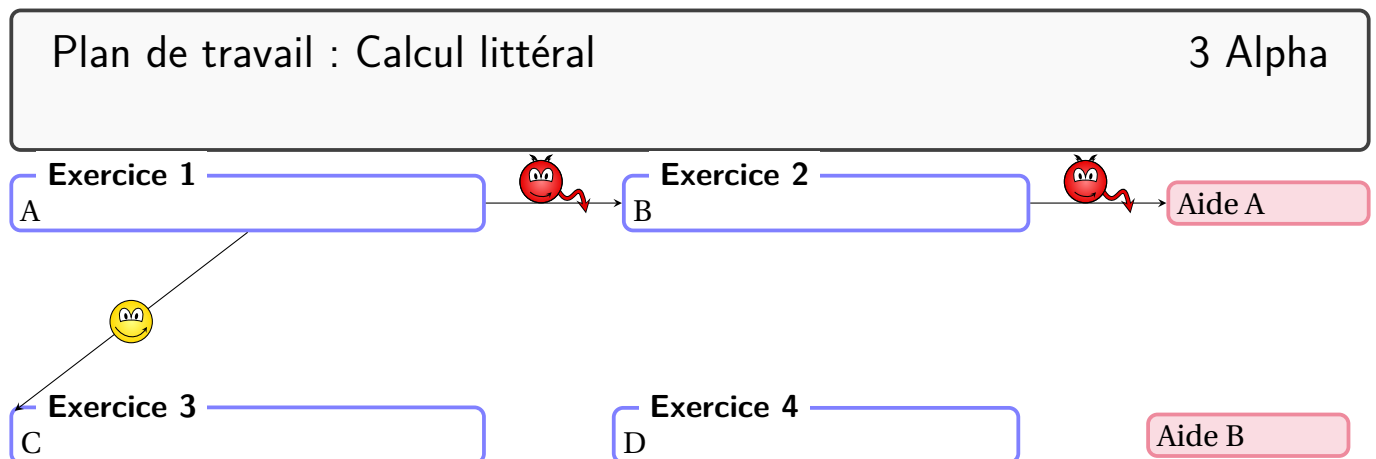 Plan de travail : Calcul littéral 3 Alpha
Exercice 1 Exercice 2
A B Aide A
Exercice 3 Exercice 4
C D Aide B